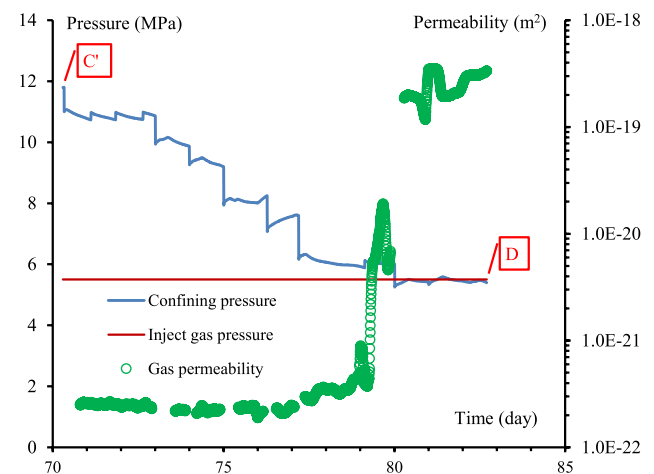 Pressure (MPa)
Permeability (m²)
14
12
10
8
6
4
2
0
1.0E-18
1.0E-19
1.0E-20
1.0E-21
1.0E-22
C'
D
Confining pressure
Inject gas pressure
Gas permeability
Time (day)
70
75
80
85